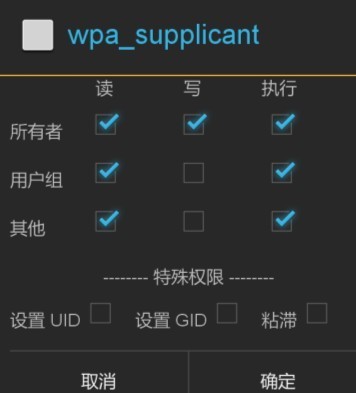 wpa_supplicant
读 写 执行
所有者
用户组
其他
-------- 特殊权限 --------
设置 UID 设置 GID 粘滞
取消 确定